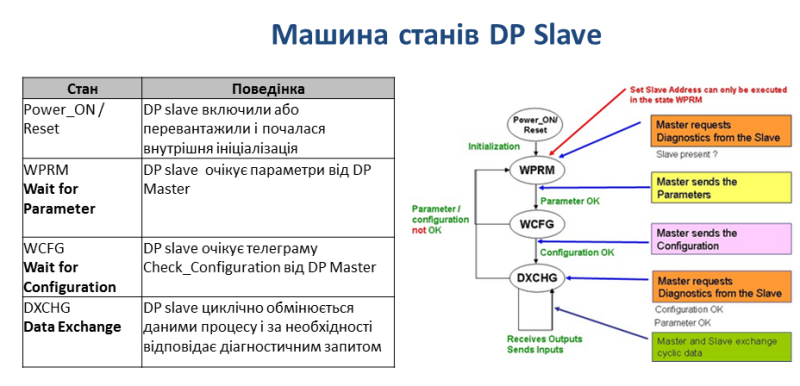 Машина станів DP Slave
Стан
Поведінка
Power_ON /
Reset
DP slave включили або
перевантажили і почалася
внутрішня ініціалізація
WPRM
Wait for
Parameter
DP slave очікує параметри від DP
Master
WCFG
Wait for
Configuration
DP slave очікує телеграму
Check_Configuration від DP Master
DXCHG
Data Exchange
DP slave циклічно обмінюється
даними процесу і за необхідності
відповідає діагностичним запитом
Set Slave Address can only be executed
in the state WPRM
Power_ON/
Reset
Initialization
Master requests
Diagnostics from the Slave
Slave present ?
WPRM
Master sends the
Parameters
Parameter OK
Parameter /
configuration
not OK
WCFG
Master sends the
Configuration
Configuration OK
DXCHG
Master requests
Diagnostics from the Slave
Configuration OK
Parameter OK
Receives Outputs
Sends Inputs
Master and Slave exchange
cyclic data